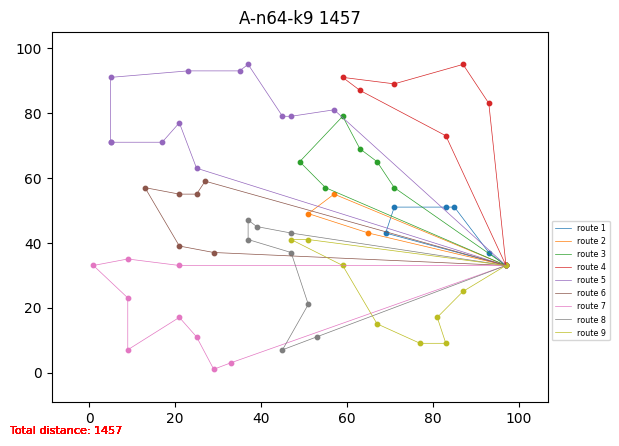 A-n64-k9 1457
100
80
60
40
20
0
0 20 40 60 80 100
route 1
route 2
route 3
route 4
route 5
route 6
route 7
route 8
route 9
Total distance: 1457